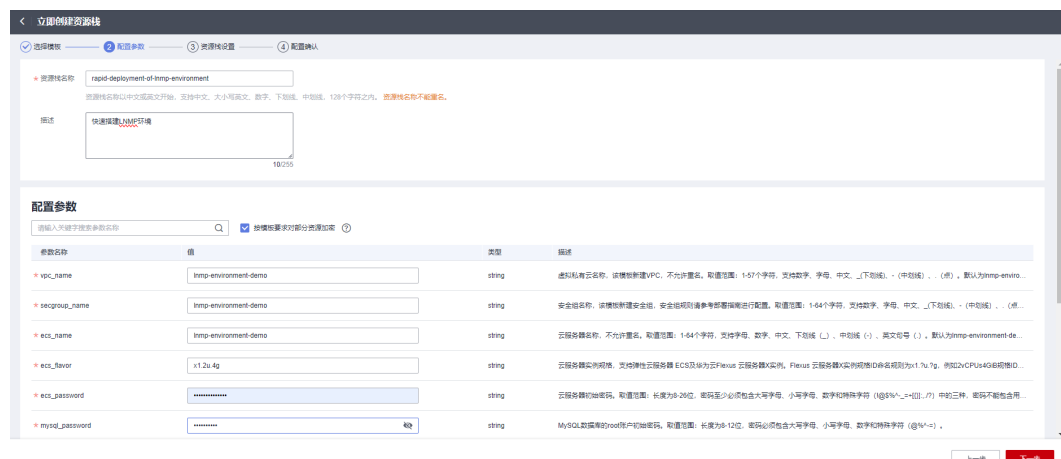 立即创建资源栈
选择模板 2 配置参数 3 资源栈设置 4 配置确认
* 资源栈名称 rapid-deployment-of-lnmp-environment
资源栈名称以中文或英文开始，支持中文、大小写英文、数字、下划线、中划线，128个字符之内。 资源栈名称不能重名。
描述 快速搭建LNMP环境
10/255
配置参数
请输入关键字搜索参数名称 按模板要求对部分资源加密
参数名称 值 类型 描述
* vpc_name lnmp-environment-demo string 虚拟私有云名称，该模板新建VPC，不允许重名。取值范围：1-57个字符，支持数字、字母、中文、_(下划线)、-（中划线）、.（点）。默认为lnmp-enviro...
* secgroup_name lnmp-environment-demo string 安全组名称，该模板新建安全组，安全组规则请参考部署指南进行配置。取值范围：1-64个字符，支持数字、字母、中文、_(下划线)、-（中划线）、.（点...
* ecs_name lnmp-environment-demo string 云服务器名称，不允许重名。取值范围：1-64个字符，支持字母、数字、中文、下划线（_）、中划线（-）、英文句号（.）。默认为lnmp-environment-de...
* ecs_flavor x1.2u.4g string 云服务器实例规格，支持弹性云服务器 ECS及华为云Flexus 云服务器X实例。Flexus 云服务器X实例规格ID命名规则为x1.?u.?g，例如2vCPUs4GiB规格ID...
* ecs_password •••••••••••••• string 云服务器初始密码。取值范围：长度为8-26位，密码至少必须包含大写字母、小写字母、数字和特殊字符（!@$%^-_=+[{}]:,./?）中的三种，密码不能包含用...
* mysql_password •••••••••• string MySQL数据库的root账户初始密码。取值范围：长度为8-12位，密码必须包含大写字母、小写字母、数字和特殊字符（@%^-=）。
上一步 下一步